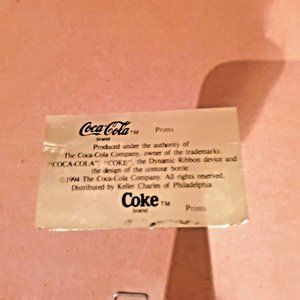 Coca-Cola TM Prints
brand
Produced under the authority of
The Coca-Cola Company, owner of the trademarks
"COCA-COLA", "COKE", the Dynamic Ribbon device and
the design of the contour bottle.
©1994 The Coca-Cola Company. All rights reserved.
Distributed by Keller Charles of Philadelphia
Coke TM
brand Prints